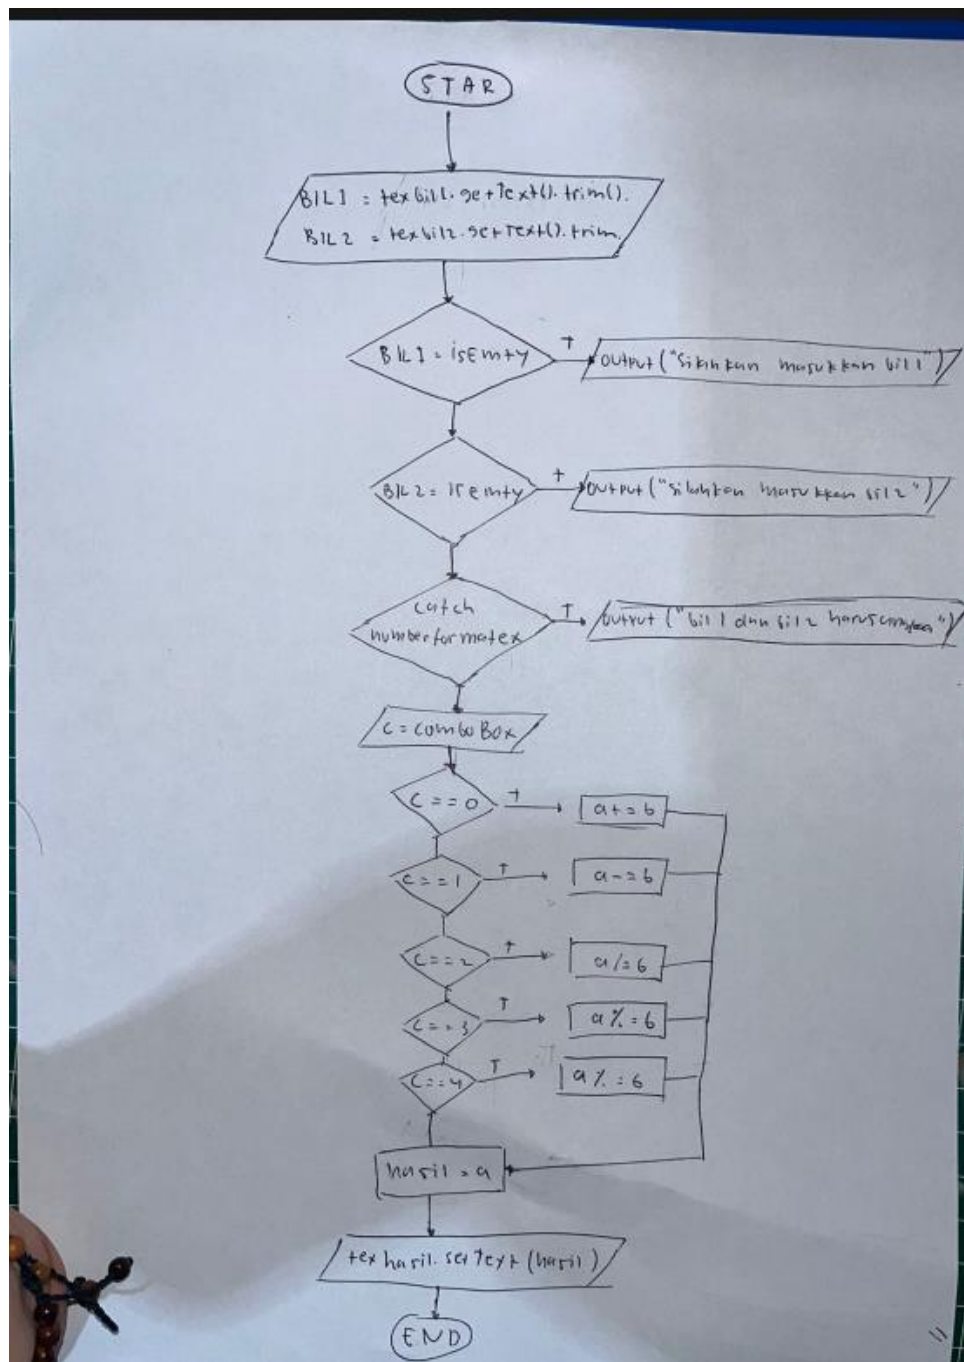 STAR
BIL1 = texbil1.getText().trim().
BIL2 = texbil2.getText().trim.
BIL1 = isEmty
T
output ("Silahkan masukkan bil1")
BIL2 = isemty
T
output ("silahkan masukkan bil2")
catch
numberformatex
T
output ("bil1 dan bil2 harus angka")
C = comboBox
C == 0
T
a += b
C == 1
T
a -= b
C == 2
T
a /= b
C == 3
T
a %= b
C == 4
T
a %= b
hasil = a
texhasil.setText (hasil)
END